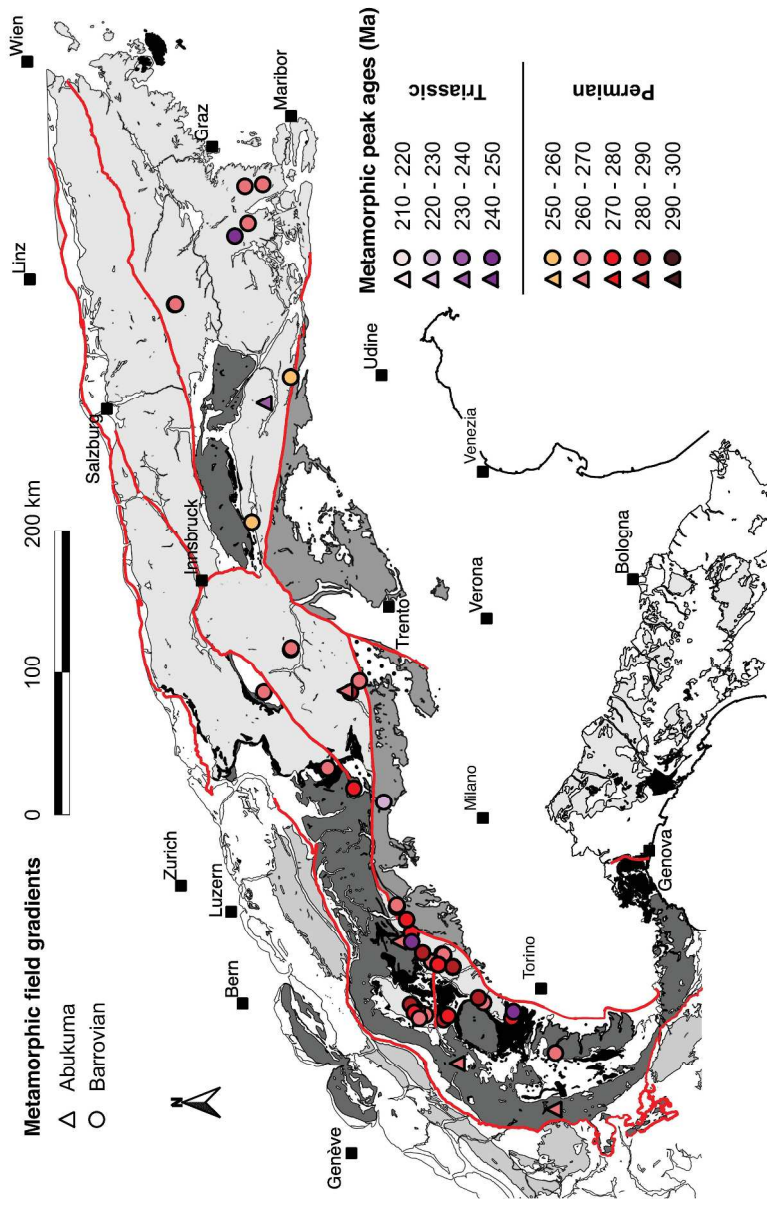 Metamorphic field gradients
Abukuma
Barrovian
0 100 200 km
N
Wien
Linz
Salzburg
Graz
Maribor
Innsbruck
Zurich
Luzern
Bern
Genève
Udine
Trento
Venezia
Verona
Milano
Bologna
Torino
Genova
Metamorphic peak ages (Ma)
210 - 220
220 - 230
230 - 240
240 - 250
Triassic
250 - 260
260 - 270
270 - 280
280 - 290
290 - 300
Permian